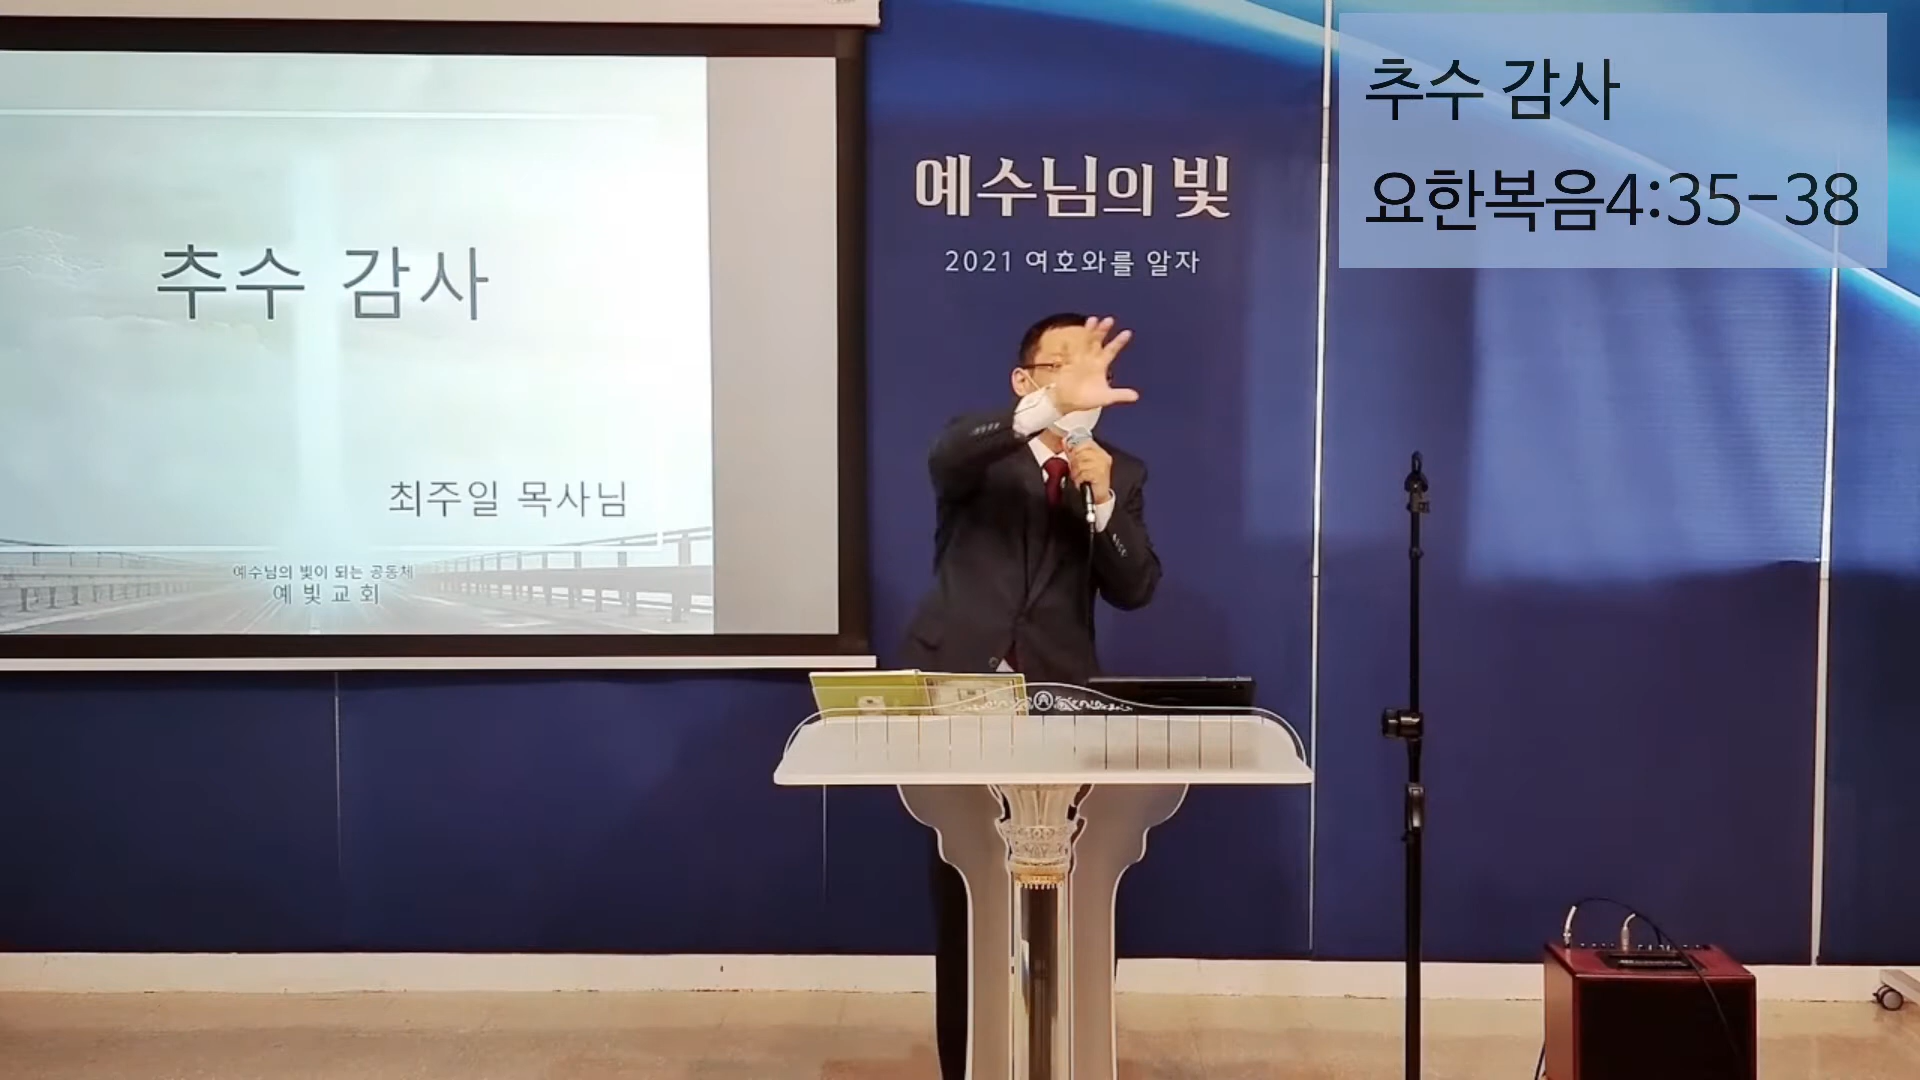 추수 감사
최주일 목사님
예수님의 빛이 되는 공동체
예빛교회
예수님의 빛
2021 여호와를 알자
추수 감사
요한복음4:35-38